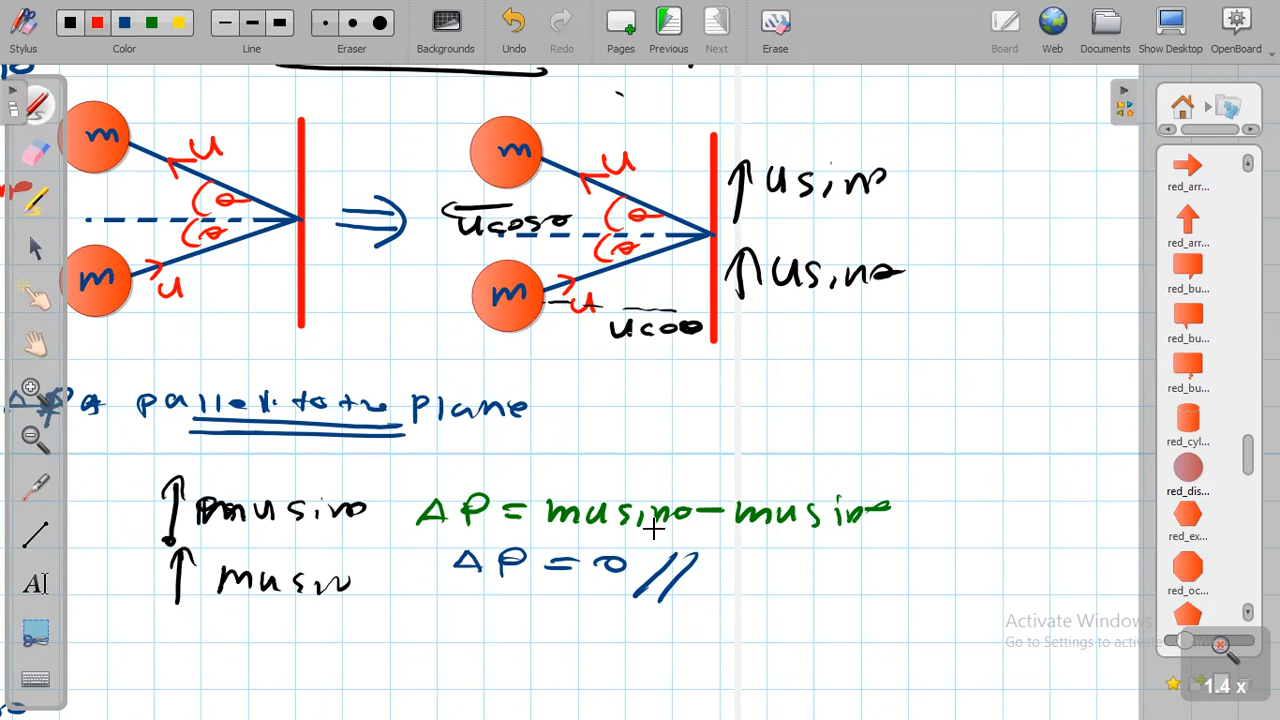 Stylus Color Line Eraser Backgrounds Undo Redo Pages Previous Next Erase Board Web Documents Show Desktop OpenBoard
m u θ θ m u
m u θ θ m u
ucosθ
ucoθ
usinθ
usinθ
parallel to the plane
musinθ
musin
ΔP = musinθ - musinθ
ΔP = 0 //
red_arr...
red_arr...
red_bu...
red_bu...
red_bu...
red_cyl...
red_dis...
red_ex...
red_oc...
Activate Windows
Go to Settings to activate
1.4 x